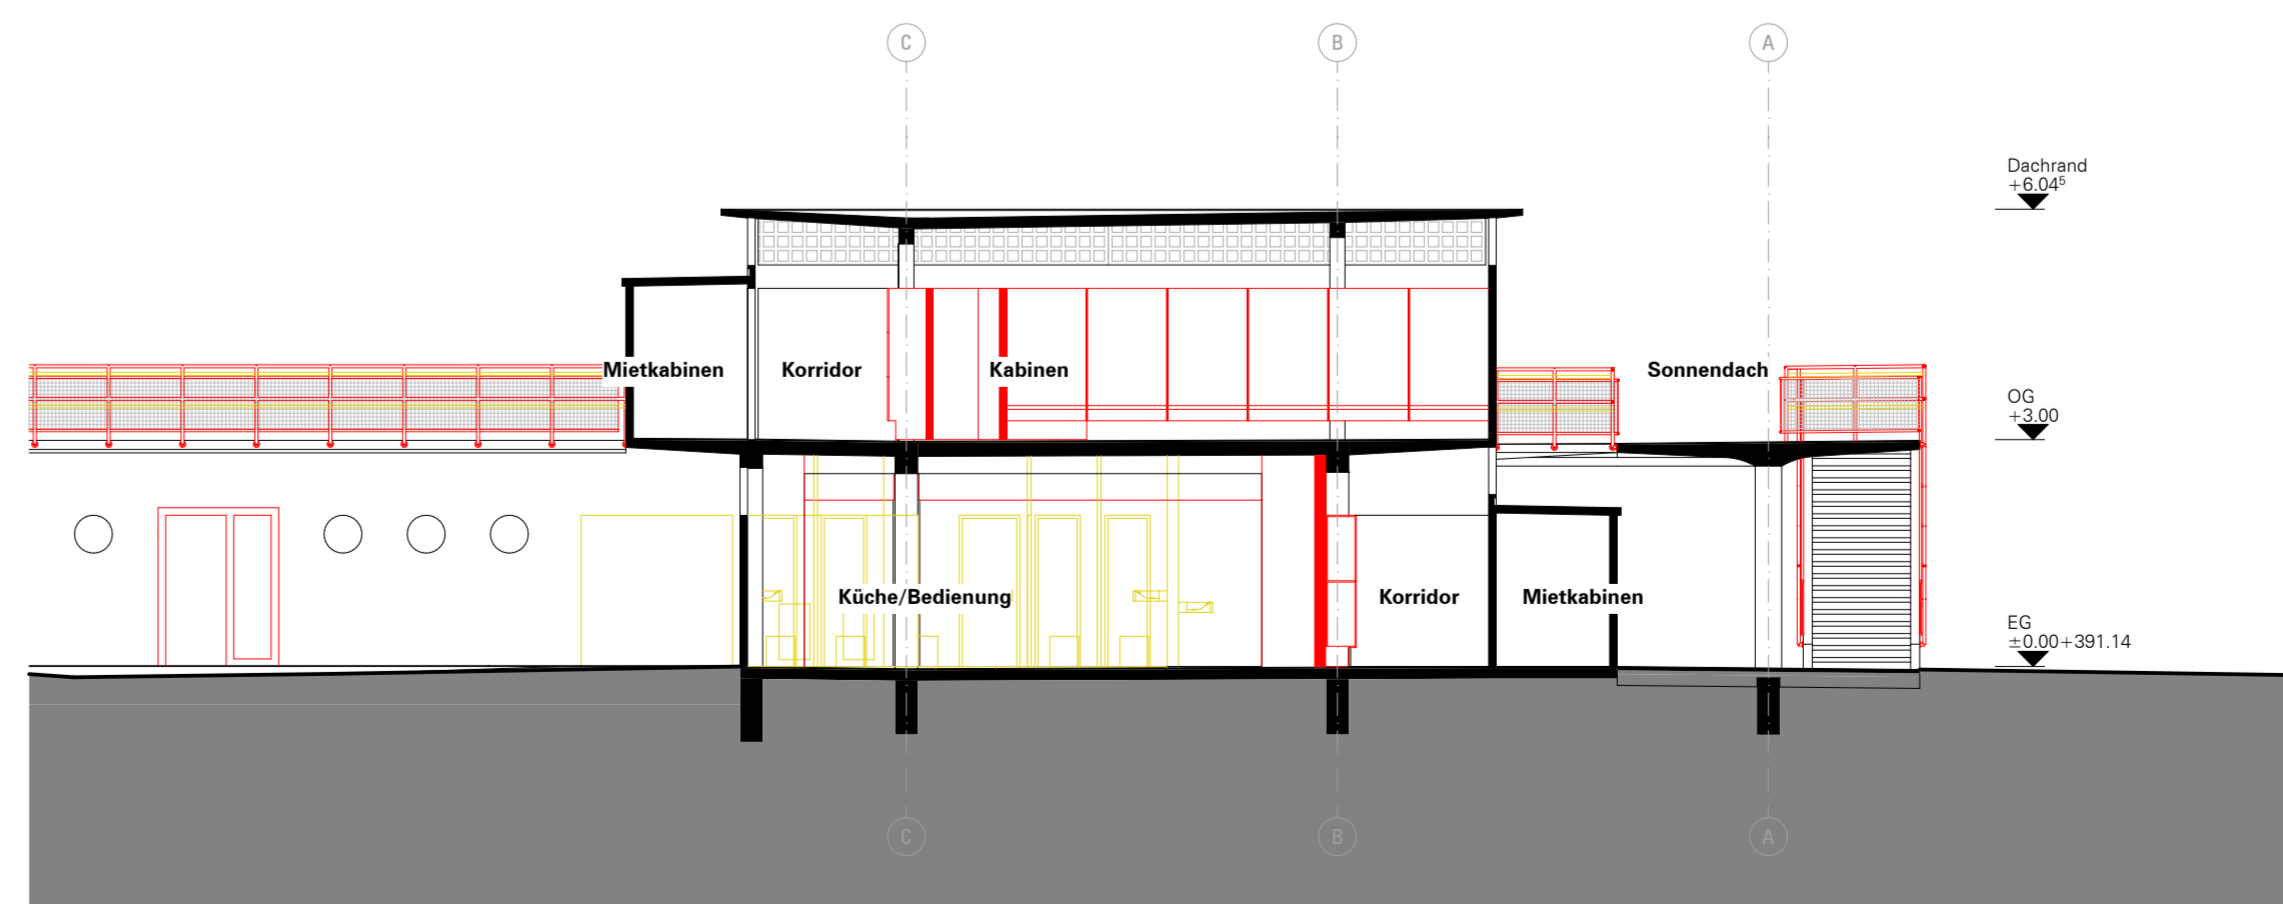 C
B
A
Dachrand
+6.04⁵
Mietkabinen
Korridor
Kabinen
Sonnendach
OG
+3.00
Küche/Bedienung
Korridor
Mietkabinen
EG
±0.00+391.14
C
B
A